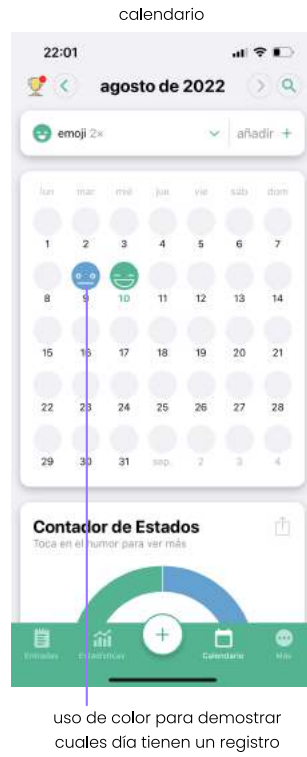 calendario
22:01
agosto de 2022
emoji 2×
añadir +
lun mar mié jue vie sáb dom
1 2 3 4 5 6 7
8 9 10 11 12 13 14
15 16 17 18 19 20 21
22 23 24 25 26 27 28
29 30 31 sep. 2 3 4
Contador de Estados
Toca en el humor para ver más
+
Entradas Estadísticas Calendario Más
uso de color para demostrar
cuales día tienen un registro